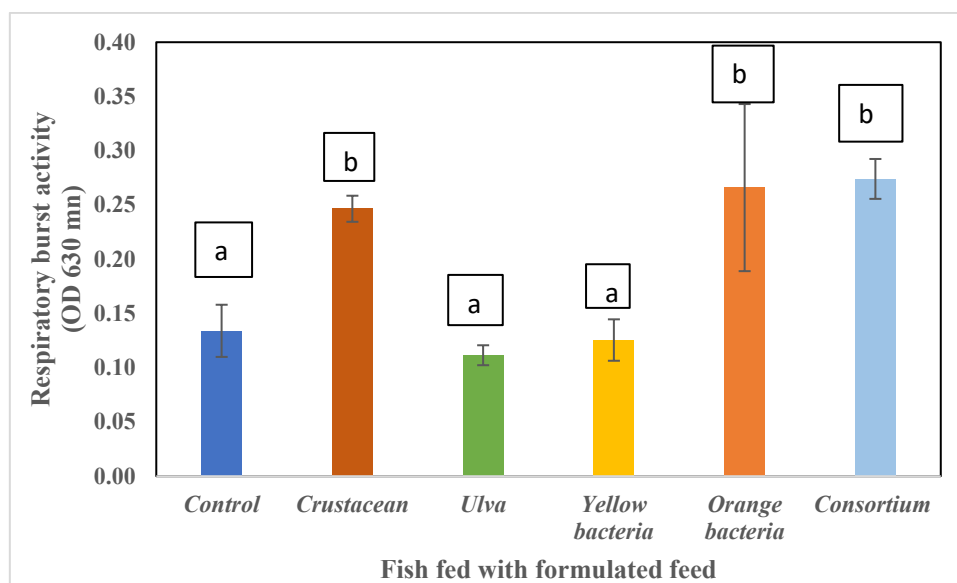 Respiratory burst activity
(OD 630 mn)
0.40
0.35
0.30
0.25
0.20
0.15
0.10
0.05
0.00
a
b
a
a
b
b
Control
Crustacean
Ulva
Yellow
bacteria
Orange
bacteria
Consortium
Fish fed with formulated feed